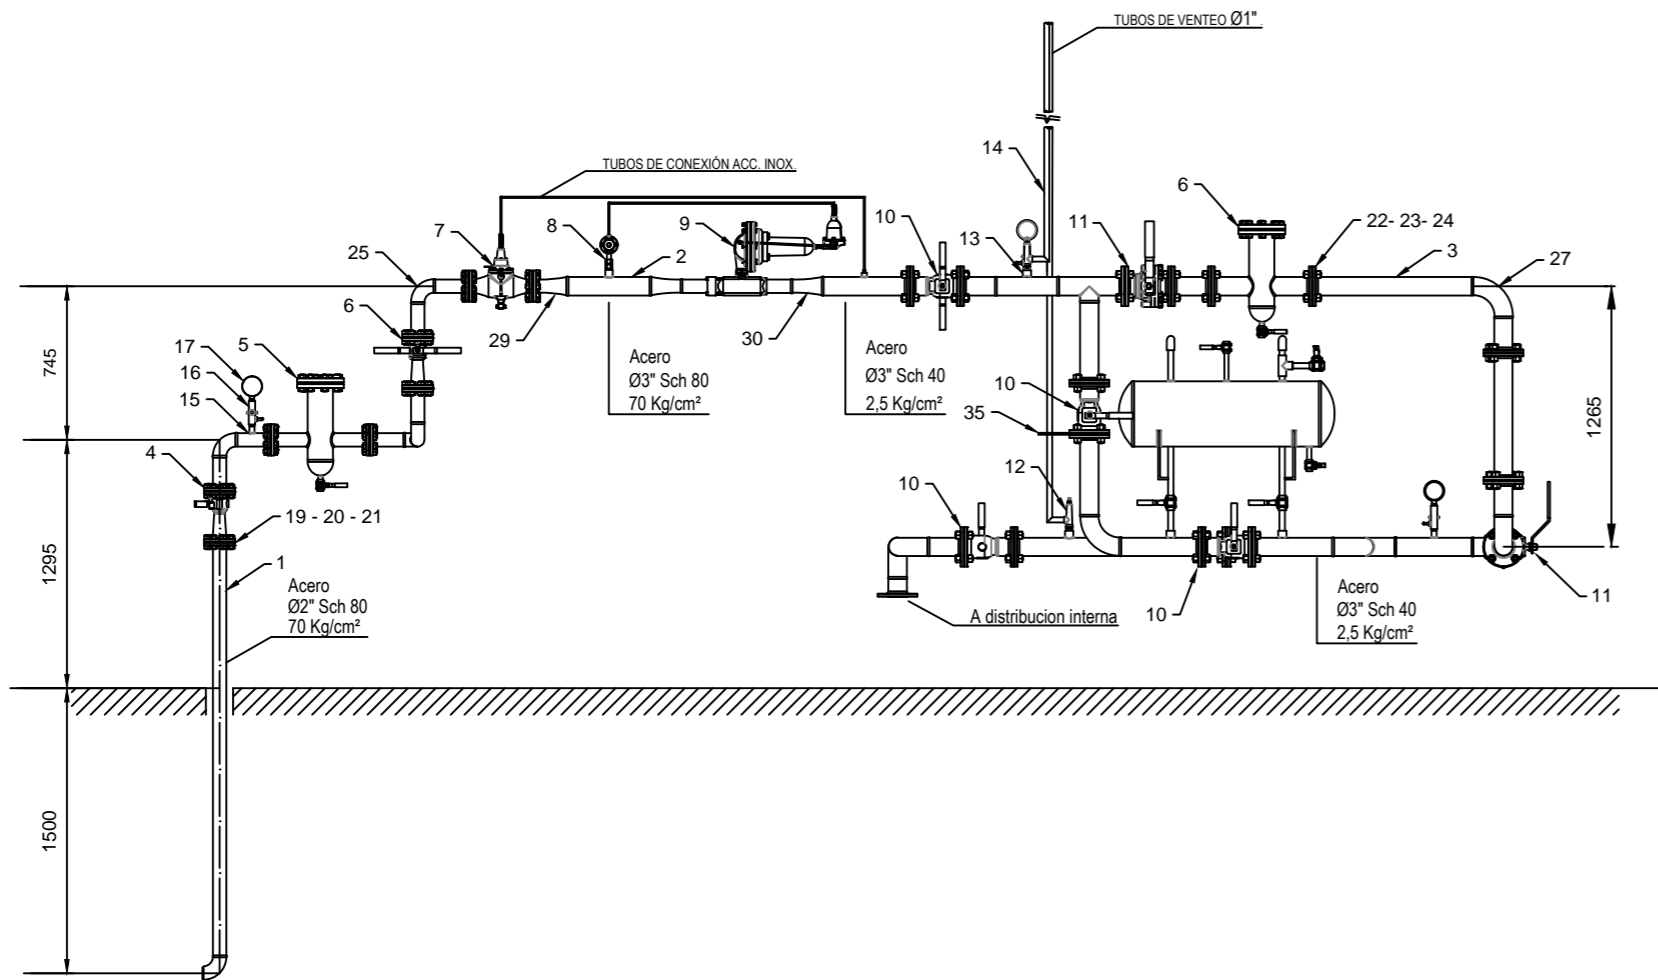 TUBOS DE VENTEO Ø1"
14
TUBOS DE CONEXIÓN ACC. INOX.
6
22- 23- 24
10
11
9
8
7
2
13
3
25
27
29
30
6
5
17
16
15
745
Acero
Ø3" Sch 80
70 Kg/cm²
Acero
Ø3" Sch 40
2,5 Kg/cm²
10
35
1265
4
12
10
19 - 20 - 21
1295
1
Acero
Ø2" Sch 80
70 Kg/cm²
A distribucion interna
10
Acero
Ø3" Sch 40
2,5 Kg/cm²
11
1500